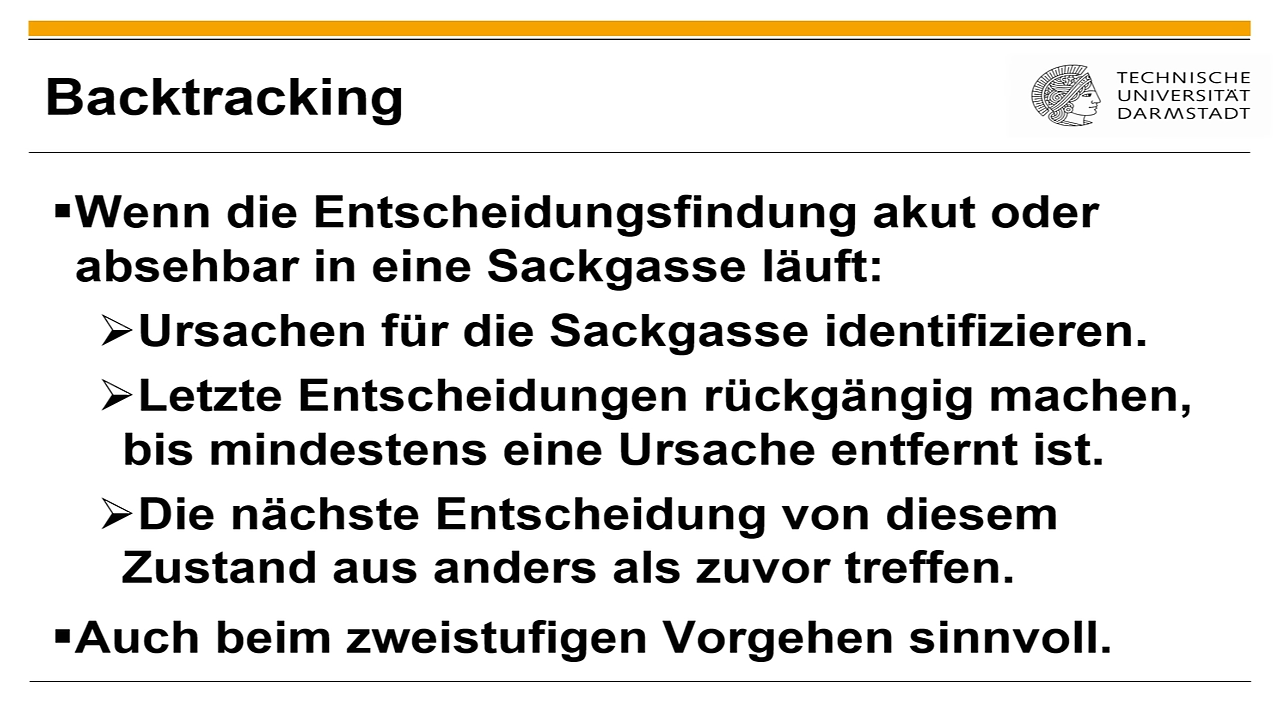 Backtracking
TECHNISCHE
UNIVERSITÄT
DARMSTADT
▪Wenn die Entscheidungsfindung akut oder
absehbar in eine Sackgasse läuft:
➢Ursachen für die Sackgasse identifizieren.
➢Letzte Entscheidungen rückgängig machen,
bis mindestens eine Ursache entfernt ist.
➢Die nächste Entscheidung von diesem
Zustand aus anders als zuvor treffen.
▪Auch beim zweistufigen Vorgehen sinnvoll.